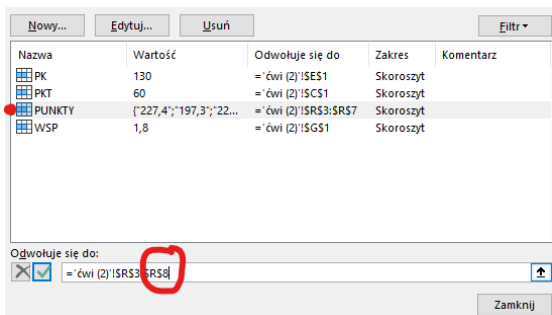 Nowy... Edytuj... Usuń Filtr
Nazwa Wartość Odwołuje się do Zakres Komentarz
PK 130 ='ćwi (2)'!$E$1 Skoroszyt
PKT 60 ='ćwi (2)'!$C$1 Skoroszyt
PUNKTY {"227,4";"197,3";"22... ='ćwi (2)'!$R$3:$R$7 Skoroszyt
WSP 1,8 ='ćwi (2)'!$G$1 Skoroszyt
Odwołuje się do:
='ćwi (2)'!$R$3:$R$8
Zamknij